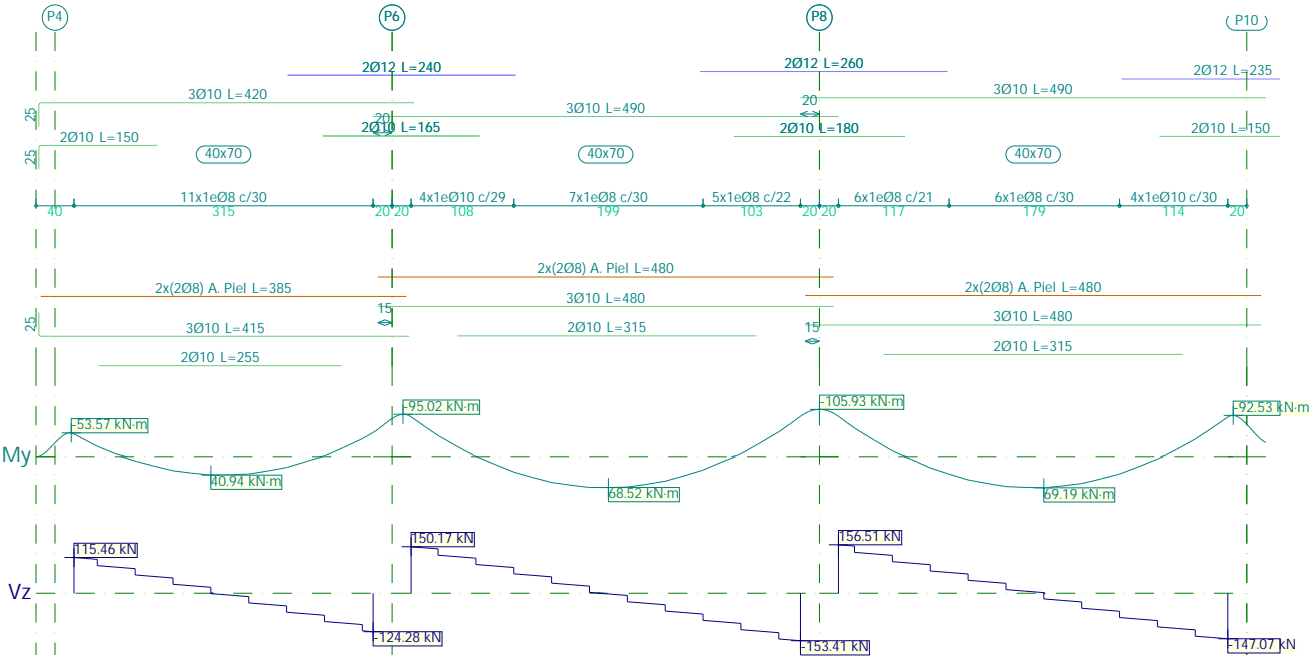 P4 P6 P8 P10
2Ø12 L=240 2Ø12 L=260 2Ø12 L=235
3Ø10 L=420 3Ø10 L=490 3Ø10 L=490
25 20 20
2Ø10 L=150 2Ø10 L=165 2Ø10 L=180 2Ø10 L=150
25 40x70 40x70 40x70
11x1eØ8 c/30 4x1eØ10 c/29 7x1eØ8 c/30 5x1eØ8 c/22 6x1eØ8 c/21 6x1eØ8 c/30 4x1eØ10 c/30
40 315 20 20 108 199 103 20 20 117 179 114 20
2x(2Ø8) A. Piel L=480
2x(2Ø8) A. Piel L=385 2x(2Ø8) A. Piel L=480
15 3Ø10 L=480
25 3Ø10 L=415 2Ø10 L=315 15 3Ø10 L=480
2Ø10 L=255 2Ø10 L=315
-53.57 kN·m -95.02 kN·m -105.93 kN·m -92.53 kN·m
My
40.94 kN·m 68.52 kN·m 69.19 kN·m
115.46 kN 150.17 kN 156.51 kN
Vz
-124.28 kN -153.41 kN -147.07 kN